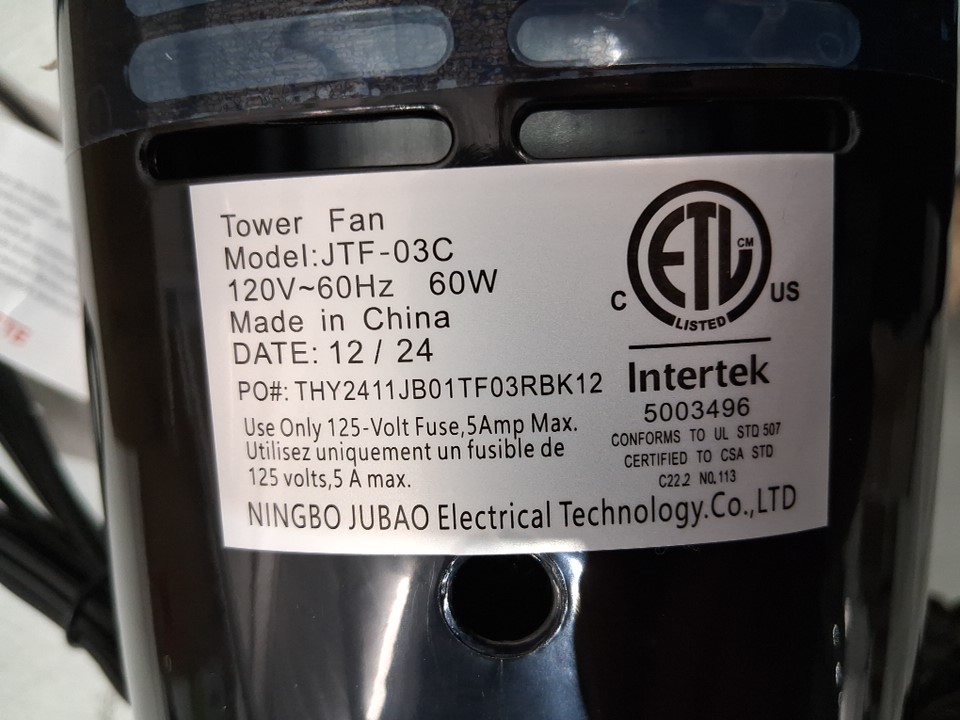 Tower Fan
Model:JTF-03C
120V~60Hz 60W
Made in China
DATE: 12 / 24
PO#: THY2411JB01TF03RBK12
Use Only 125-Volt Fuse,5Amp Max.
Utilisez uniquement un fusible de
125 volts,5 A max.
ETL CM
C US
LISTED
Intertek
5003496
CONFORMS TO UL STD 507
CERTIFIED TO CSA STD
C22.2 NO.113
NINGBO JUBAO Electrical Technology.Co.,LTD